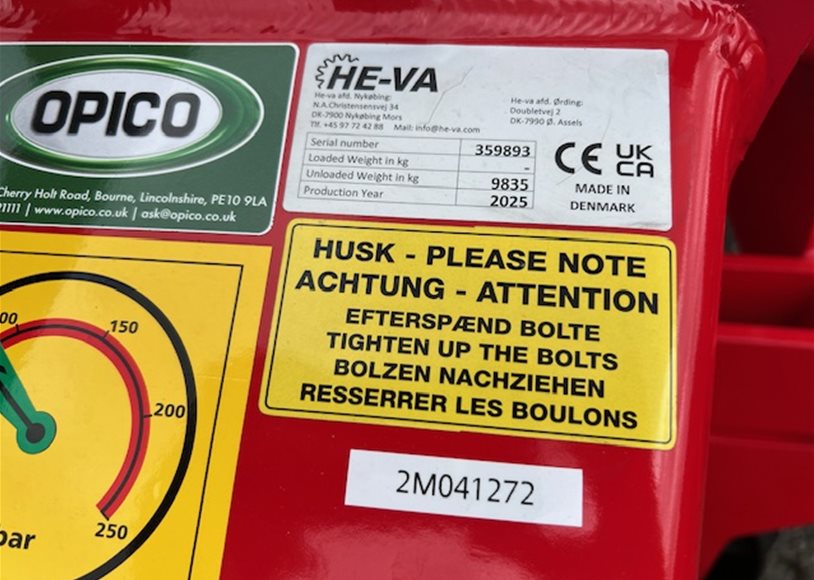 OPICO
Cherry Holt Road, Bourne, Lincolnshire, PE10 9LA
1111 | www.opico.co.uk | ask@opico.co.uk
HE-VA
He-va afd. Nykøbing:
N.A.Christensensvej 34
DK-7900 Nykøbing Mors
Tlf. +45 97 72 42 88 Mail: info@he-va.com
He-va afd. Ørding:
Doubletvej 2
DK-7990 Ø. Assels
Serial number 359893
Loaded Weight in kg -
Unloaded Weight in kg 9835
Production Year 2025
CE UK
CA
MADE IN
DENMARK
HUSK - PLEASE NOTE
ACHTUNG - ATTENTION
EFTERSPÆND BOLTE
TIGHTEN UP THE BOLTS
BOLZEN NACHZIEHEN
RESSERRER LES BOULONS
150
200
250
bar
2M041272